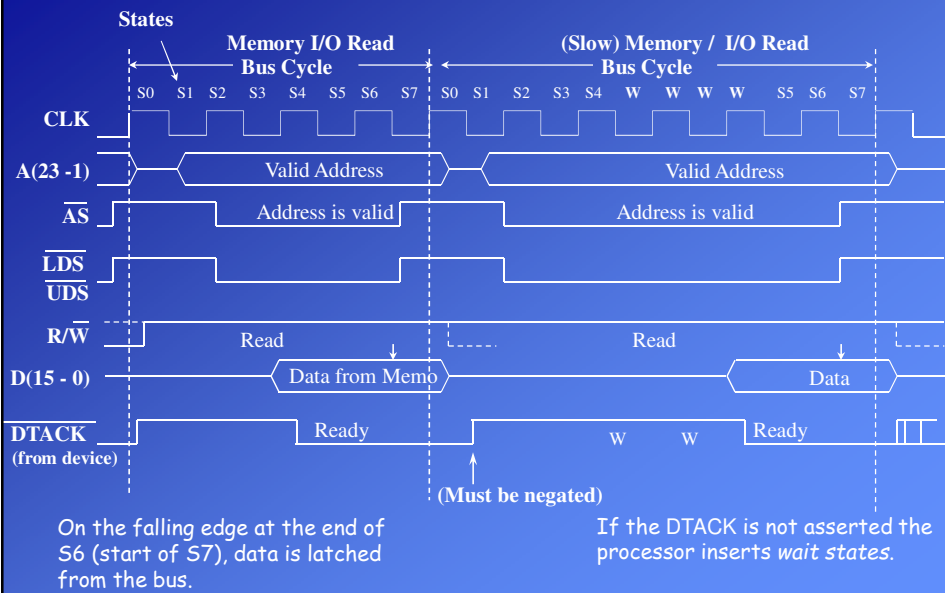 States
Memory I/O Read
Bus Cycle
(Slow) Memory / I/O Read
Bus Cycle
S0 S1 S2 S3 S4 S5 S6 S7 S0 S1 S2 S3 S4 W W W W S5 S6 S7
CLK
A(23 -1) Valid Address Valid Address
AS Address is valid Address is valid
LDS
UDS
R/W
Read Read
D(15 - 0) Data from Memo Data
DTACK Ready W W Ready
(from device)
(Must be negated)
On the falling edge at the end of
S6 (start of S7), data is latched
from the bus.
If the DTACK is not asserted the
processor inserts wait states.